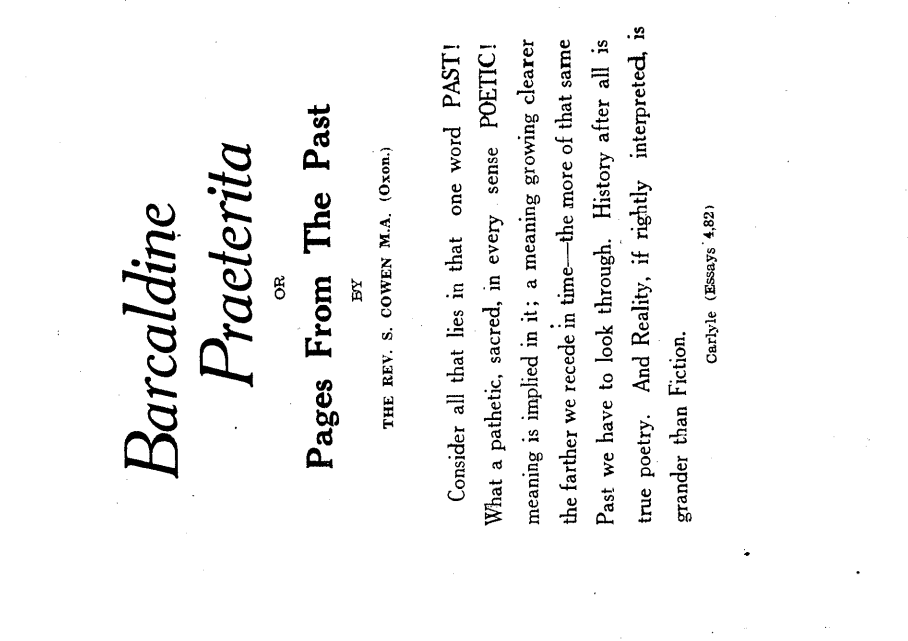 Barcaldine
Praeterita
OR
Pages From The Past
BY
THE REV. S. COWEN M.A. (Oxon.)
Consider all that lies in that one word PAST!
What a pathetic, sacred, in every sense POETIC!
meaning is implied in it; a meaning growing clearer
the farther we recede in time—the more of that same
Past we have to look through. History after all is
true poetry. And Reality, if rightly interpreted, is
grander than Fiction.
Carlyle (Essays 4,82)